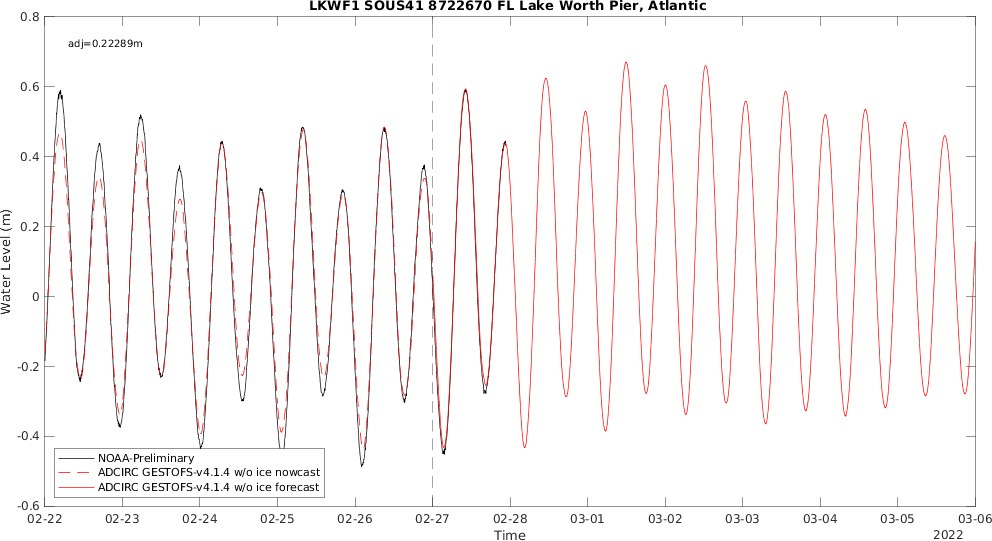 LKWF1 SOUS41 8722670 FL Lake Worth Pier, Atlantic
adj=0.22289m
0.8
0.6
0.4
0.2
0
-0.2
-0.4
-0.6
Water Level (m)
NOAA-Preliminary
ADCIRC GESTOFS-v4.1.4 w/o ice nowcast
ADCIRC GESTOFS-v4.1.4 w/o ice forecast
02-22 02-23 02-24 02-25 02-26 02-27 02-28 03-01 03-02 03-03 03-04 03-05 03-06
Time
2022